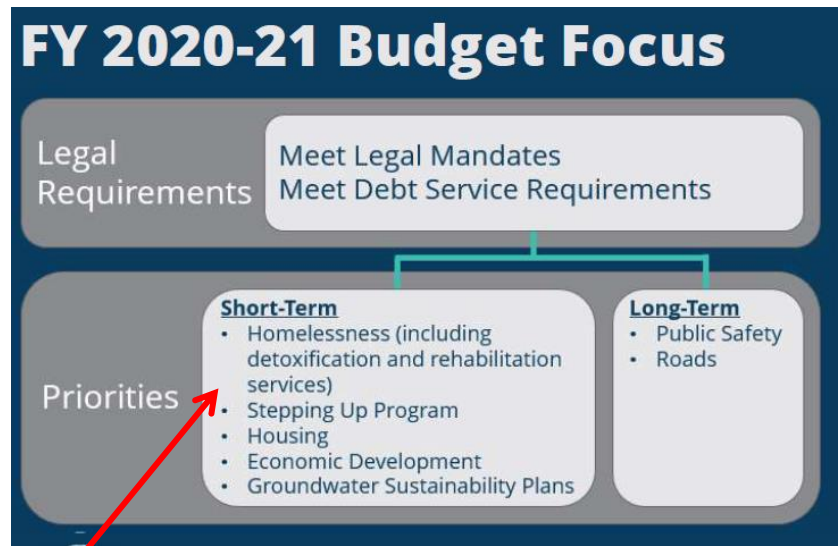 FY 2020-21 Budget Focus
Legal
Requirements
Meet Legal Mandates
Meet Debt Service Requirements
Priorities
Short-Term
• Homelessness (including
detoxification and rehabilitation
services)
• Stepping Up Program
• Housing
• Economic Development
• Groundwater Sustainability Plans
Long-Term
• Public Safety
• Roads